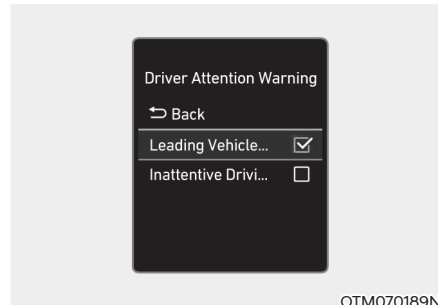 Driver Attention Warning
Back
Leading Vehicle...
Inattentive Drivi...
OTM070189N